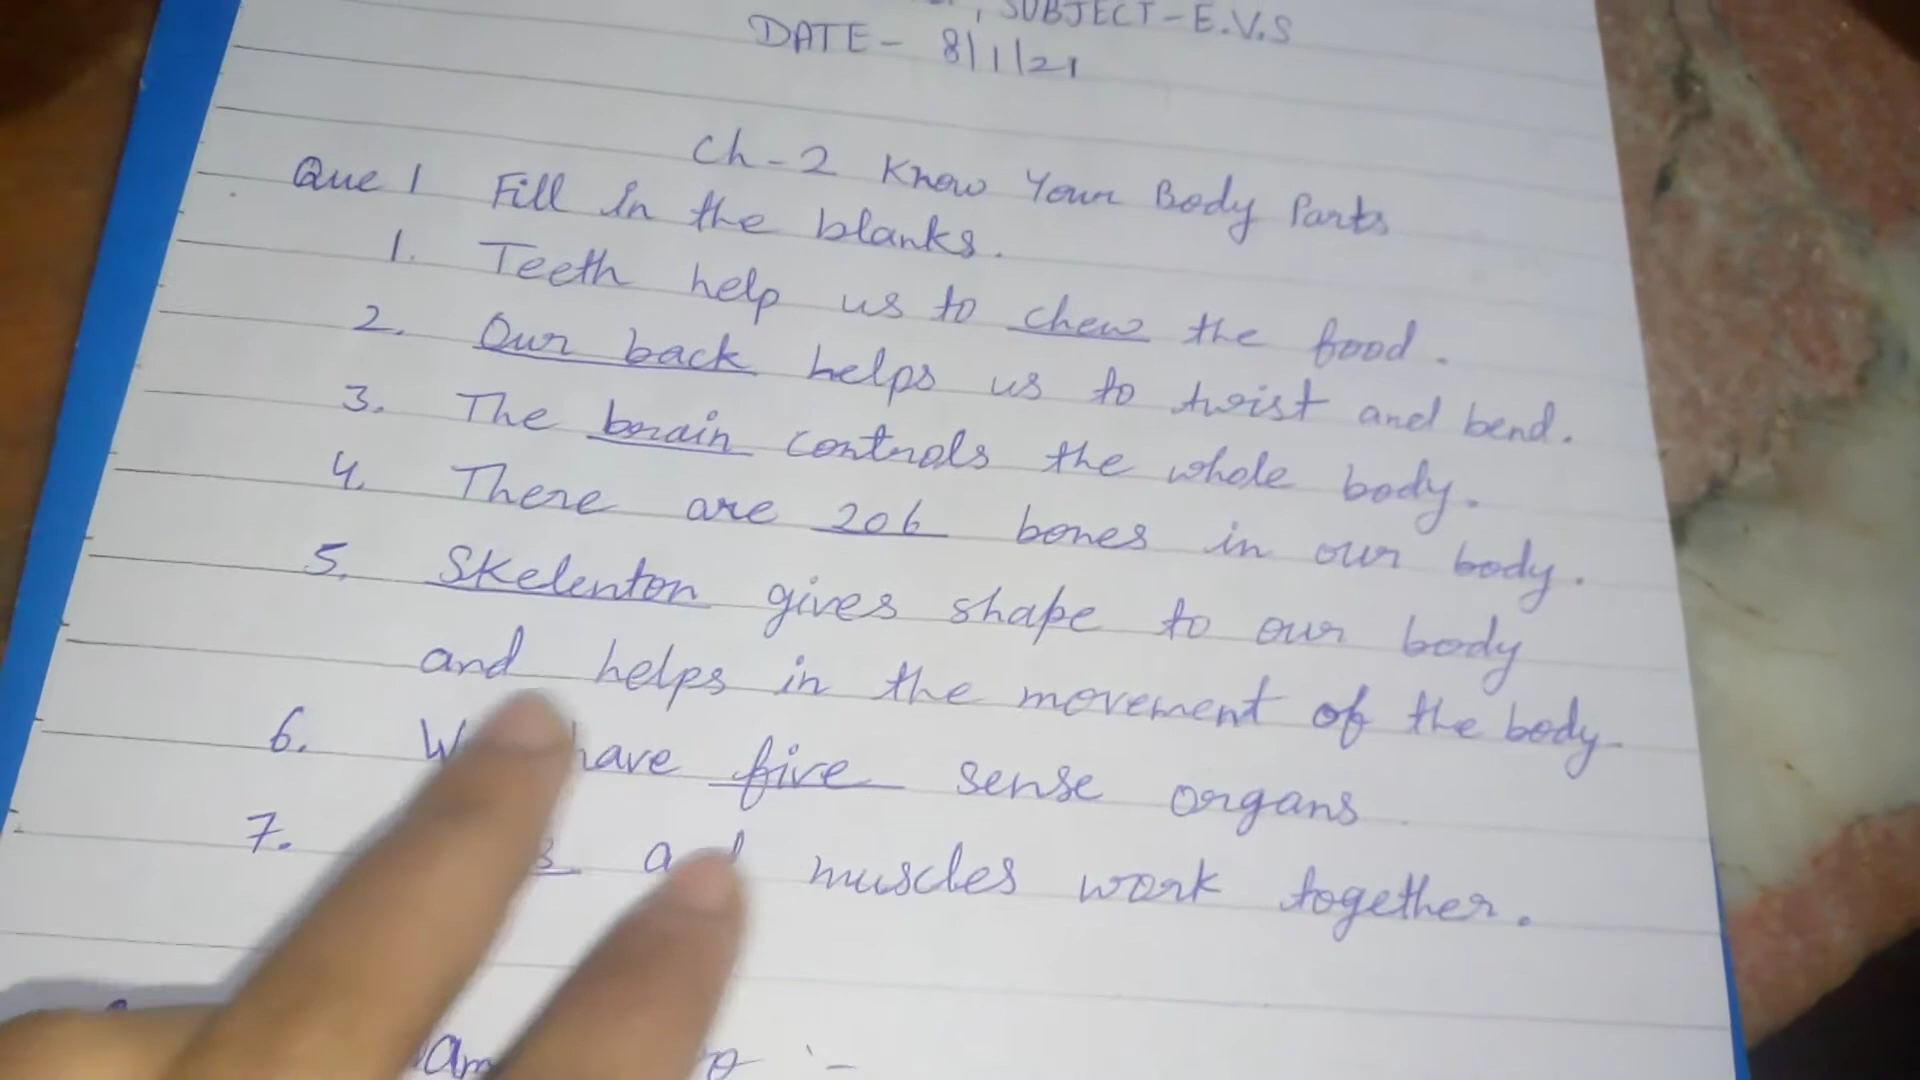 , SUBJECT - E.V.S
DATE - 8/1/21
Ch - 2 Know Your Body Parts
Que 1 Fill in the blanks.
1. Teeth help us to chew the food.
2. Our back helps us to twist and bend.
3. The brain controls the whole body.
4. There are 206 bones in our body.
5. Skelenton gives shape to our body
and helps in the movement of the body.
6. have five sense organs
7. muscles work together.